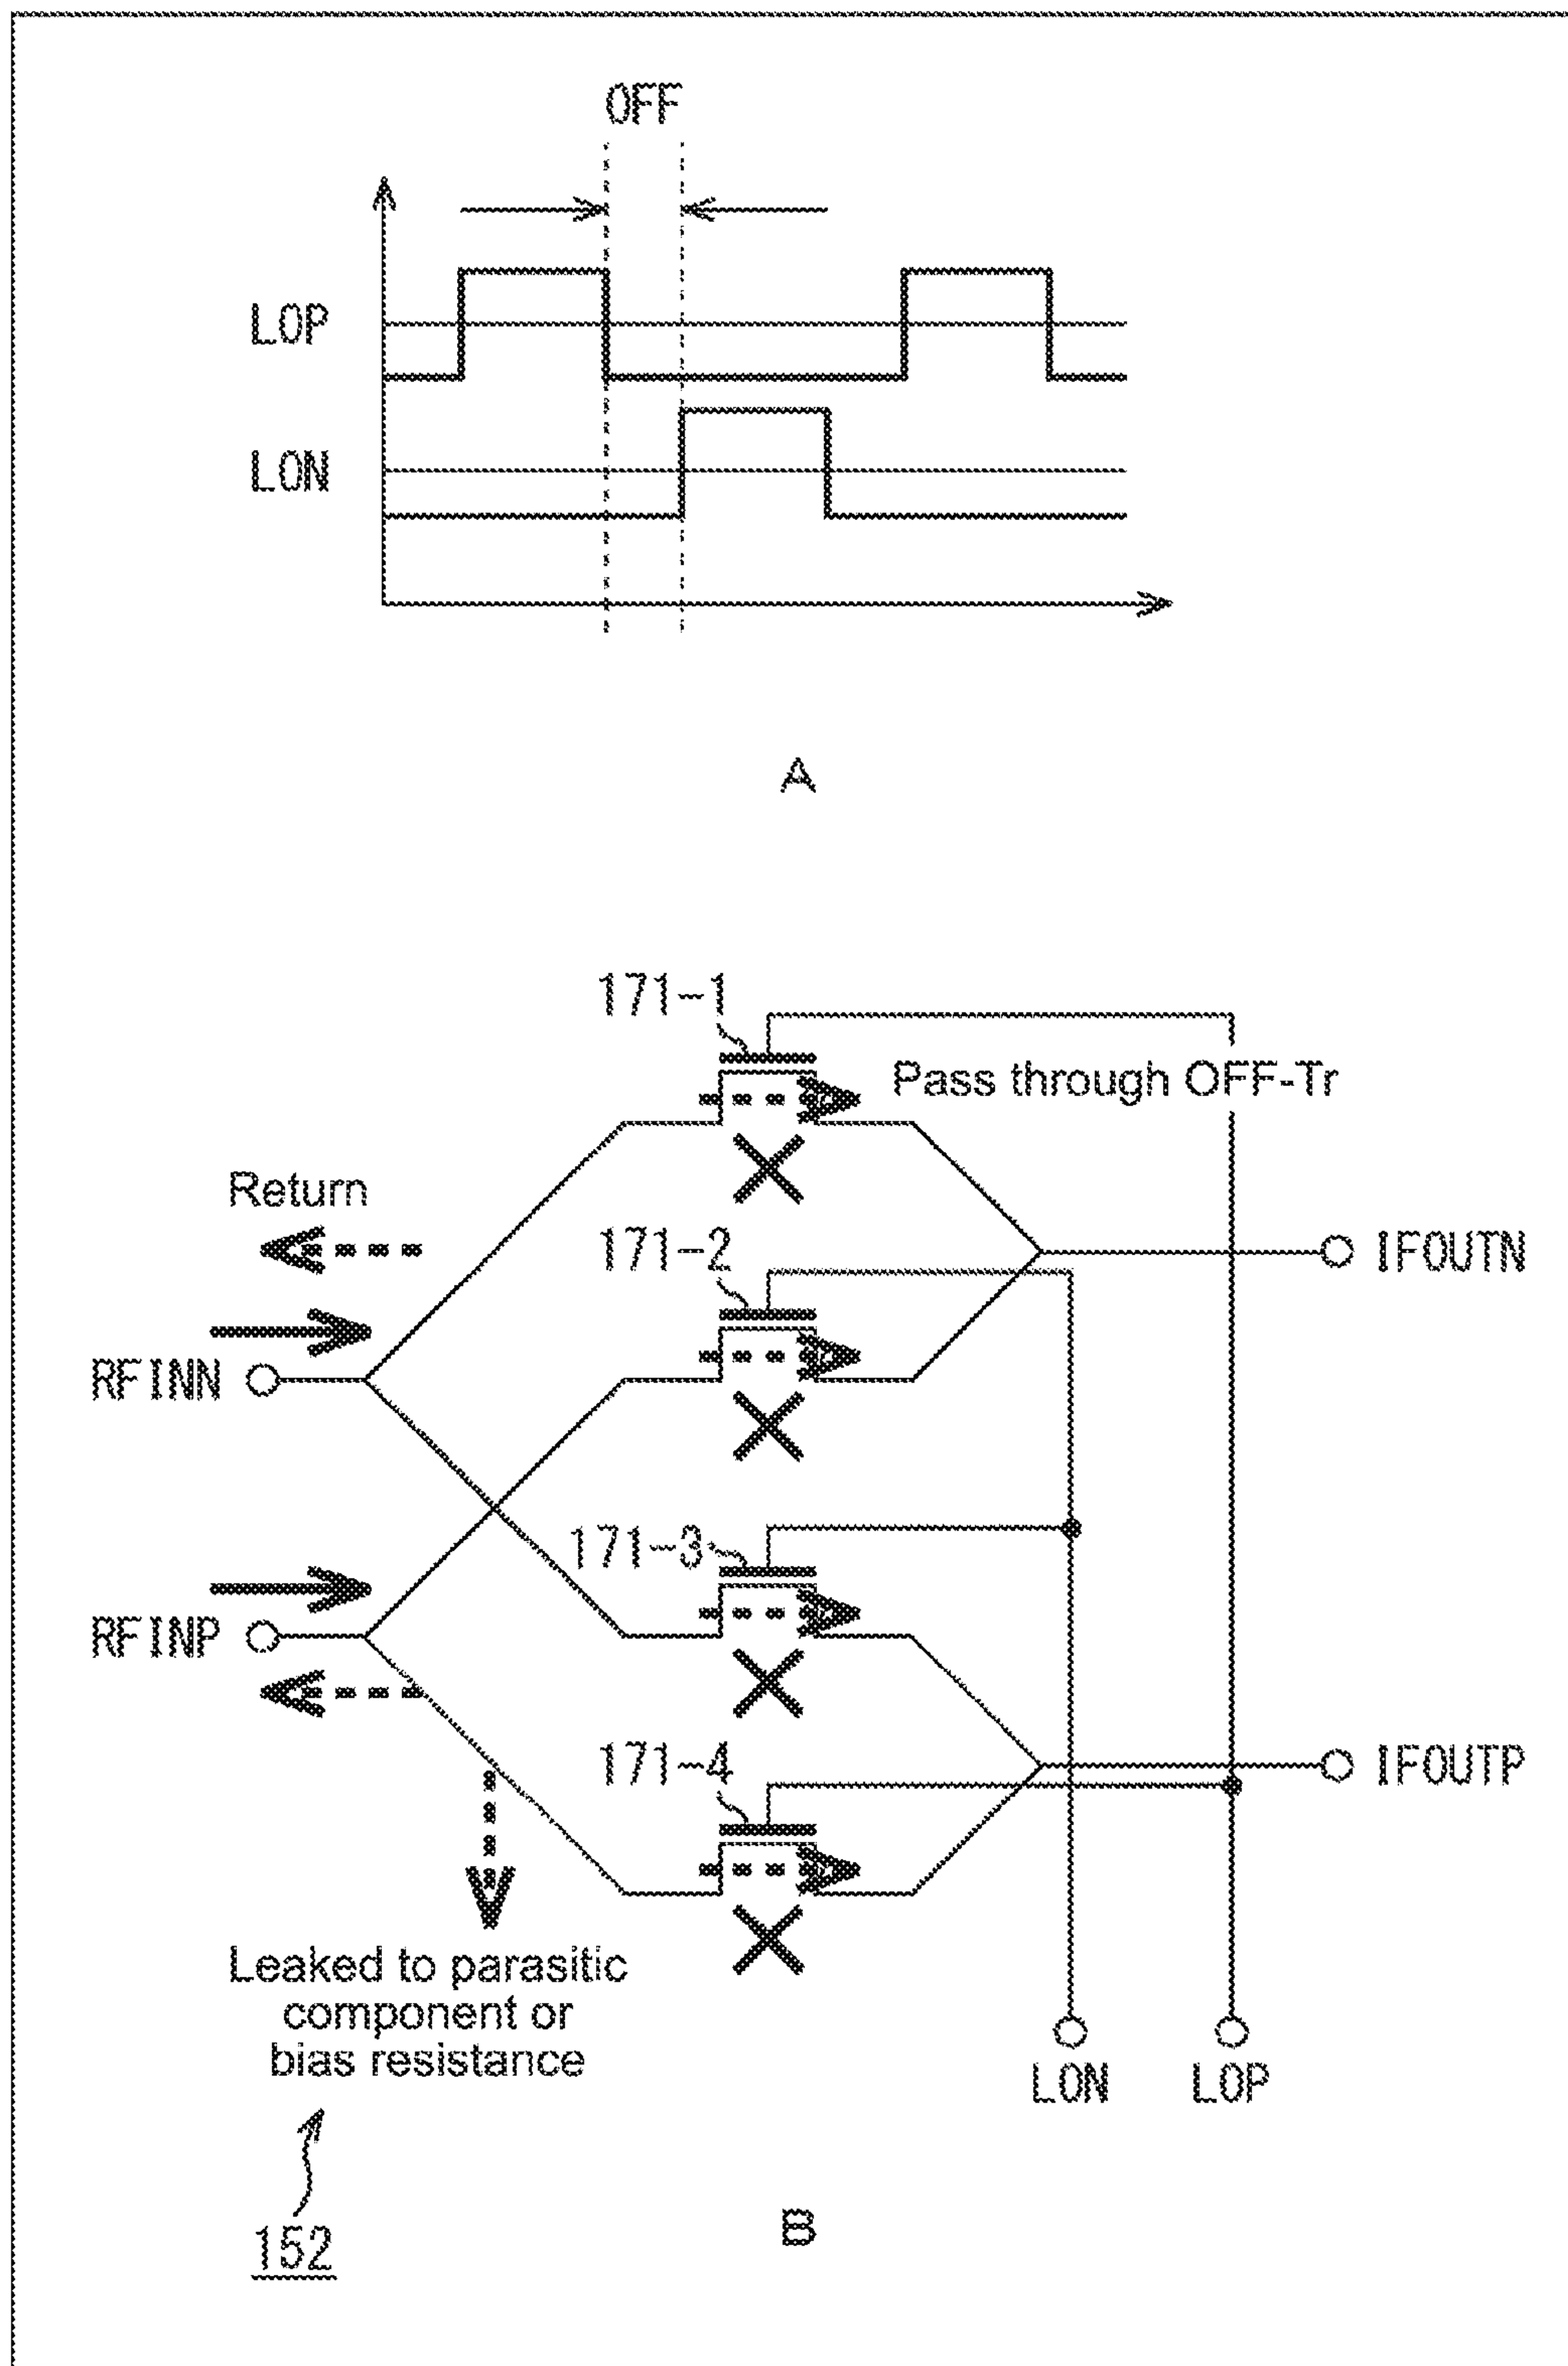 OFF
LOP
LON
A
171-1
Pass through OFF-Tr
Return
171-2
IFOUTN
RFINN
171-3
RFINP
171-4
IFOUTP
Leaked to parasitic
component or
bias resistance
LON
LOP
152
B